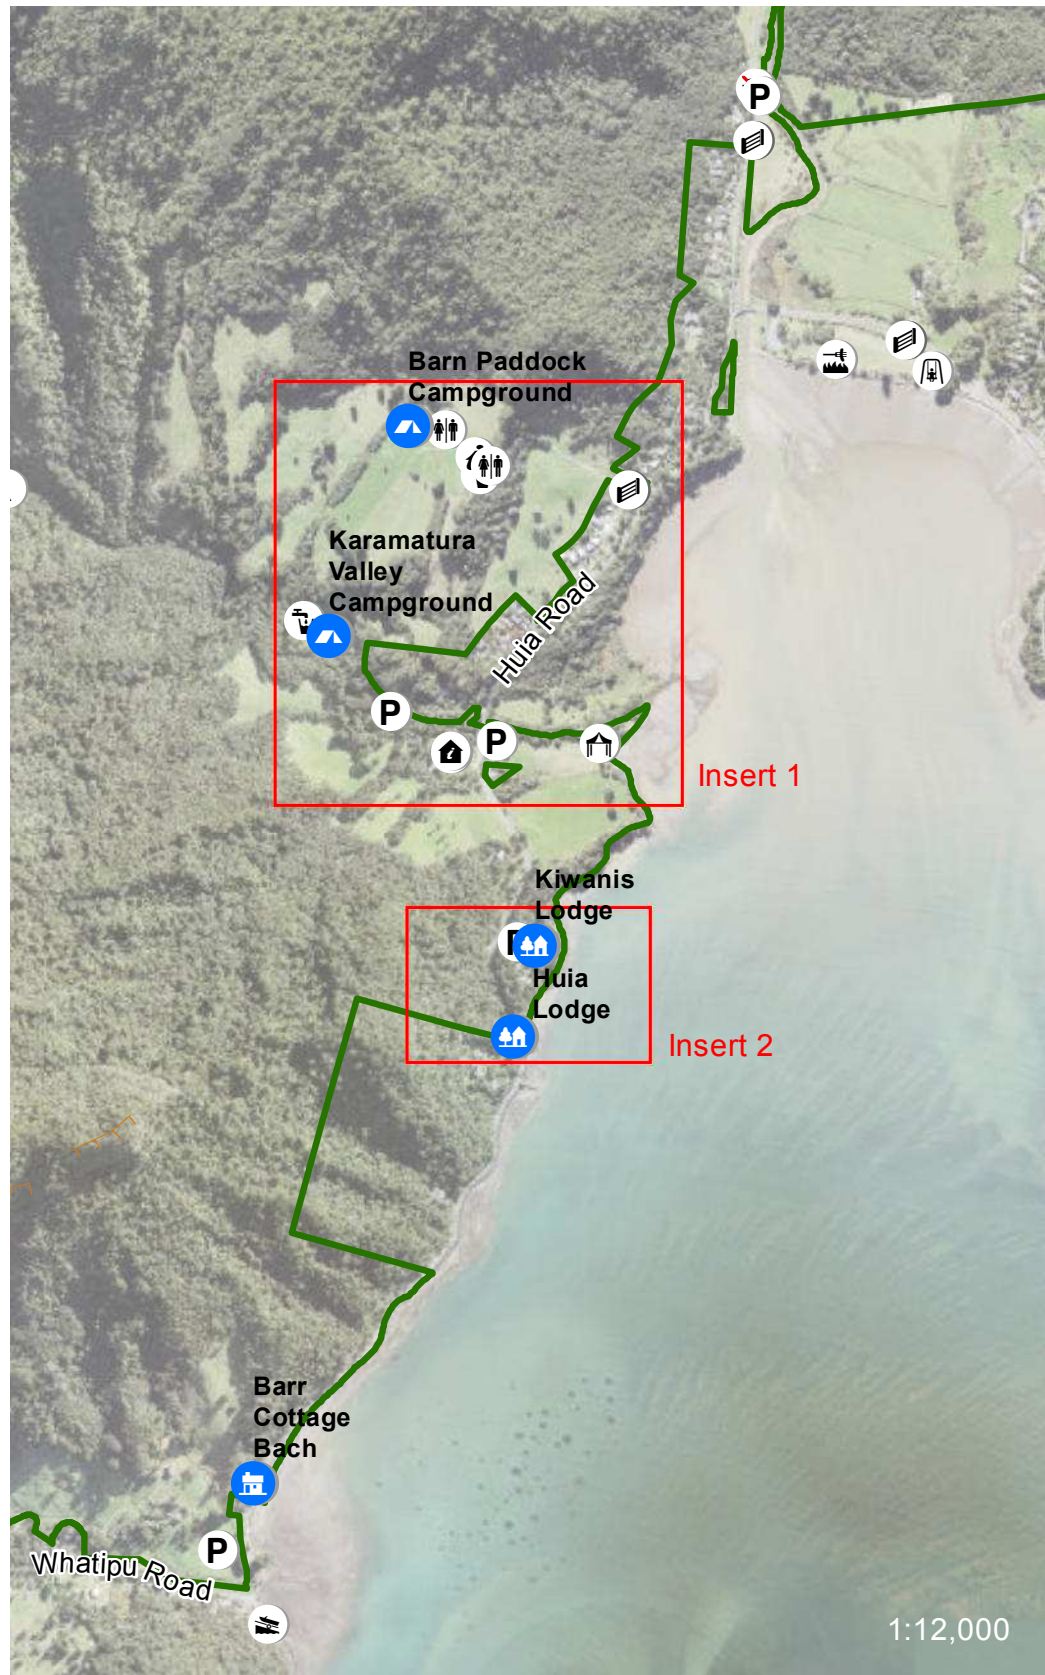 P
Barn Paddock
Campground
Karamatura
Valley
Campground
Huia Road
P
P
Insert 1
Kiwanis
Lodge
P
Huia
Lodge
Insert 2
Barr
Cottage
Bach
P
Whatipu Road
1:12,000